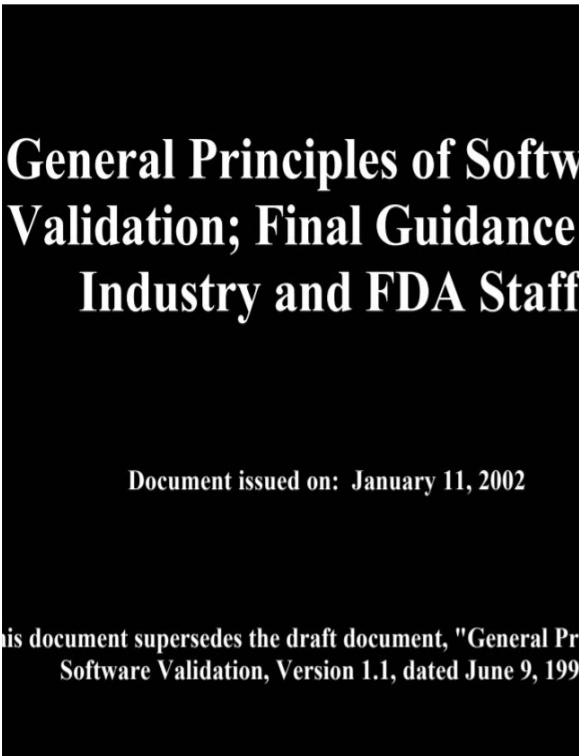 General Principles of Softw
Validation; Final Guidance
Industry and FDA Staff
Document issued on: January 11, 2002
his document supersedes the draft document, "General Pr
Software Validation, Version 1.1, dated June 9, 199